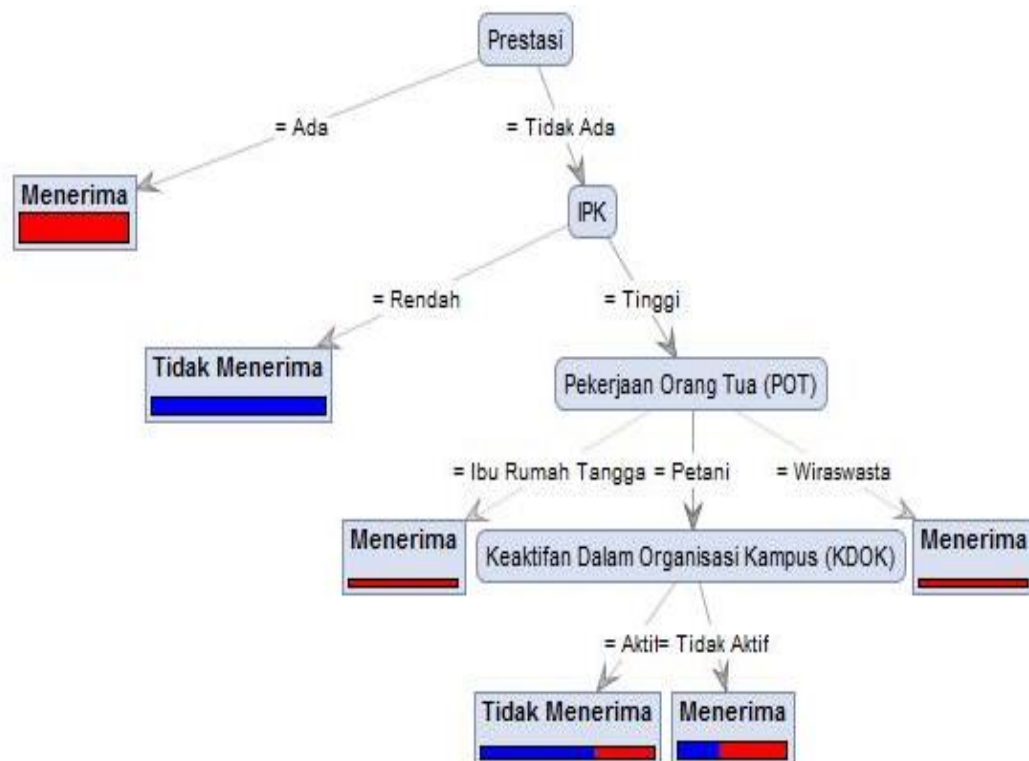 Prestasi
= Ada
= Tidak Ada
Menerima
IPK
= Rendah
= Tinggi
Tidak Menerima
Pekerjaan Orang Tua (POT)
= Ibu Rumah Tangga
= Petani
= Wiraswasta
Menerima
Keaktifan Dalam Organisasi Kampus (KDOK)
Menerima
= Aktif
= Tidak Aktif
Tidak Menerima
Menerima